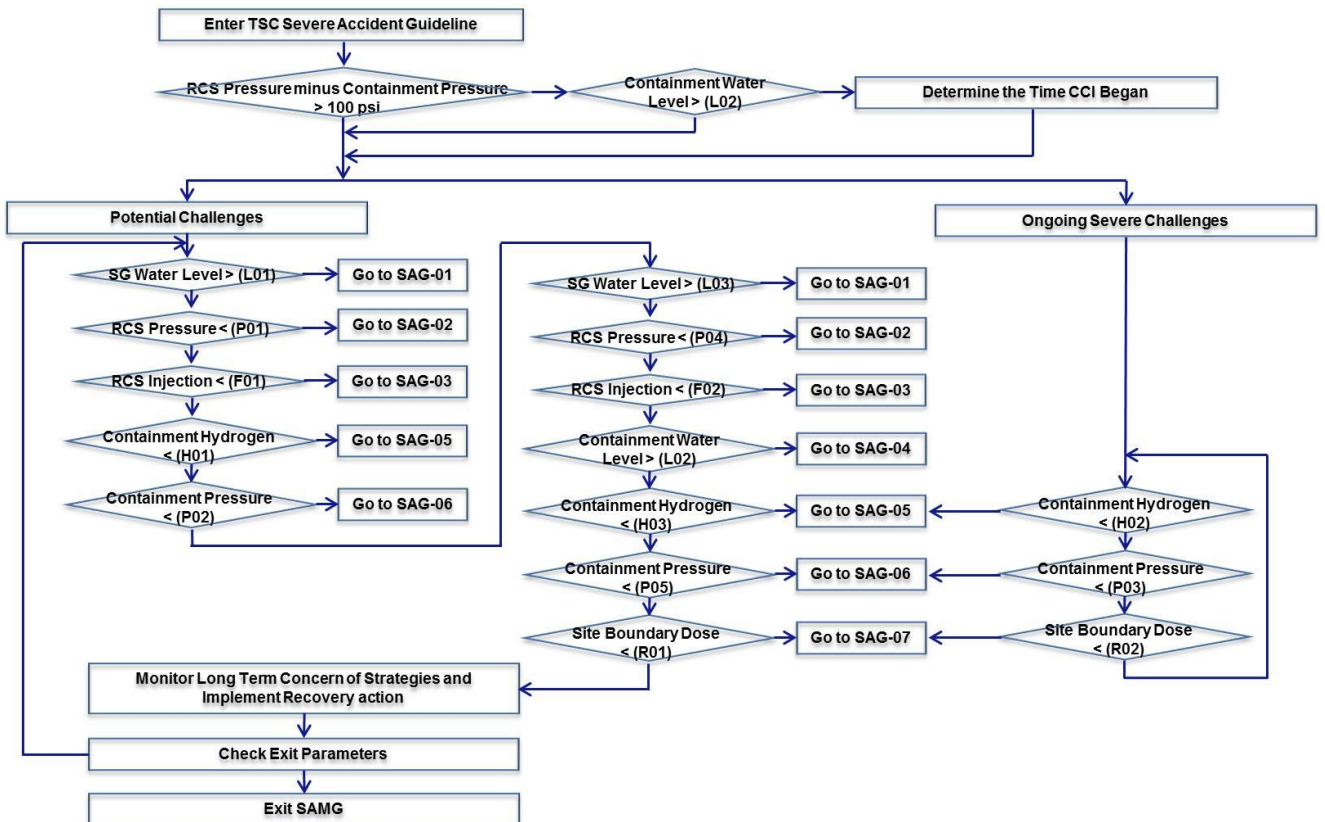 Enter TSC Severe Accident Guideline
RCS Pressure minus Containment Pressure
> 100 psi
Containment Water
Level > (L02)
Determine the Time CCI Began
Potential Challenges
Ongoing Severe Challenges
SG Water Level > (L01)
Go to SAG-01
RCS Pressure < (P01)
Go to SAG-02
RCS Injection < (F01)
Go to SAG-03
Containment Hydrogen
< (H01)
Go to SAG-05
Containment Pressure
< (P02)
Go to SAG-06
SG Water Level > (L03)
Go to SAG-01
RCS Pressure < (P04)
Go to SAG-02
RCS Injection < (F02)
Go to SAG-03
Containment Water
Level > (L02)
Go to SAG-04
Containment Hydrogen
< (H03)
Go to SAG-05
Containment Pressure
< (P05)
Go to SAG-06
Site Boundary Dose
< (R01)
Go to SAG-07
Containment Hydrogen
< (H02)
Containment Pressure
< (P03)
Site Boundary Dose
< (R02)
Monitor Long Term Concern of Strategies and
Implement Recovery action
Check Exit Parameters
Exit SAMG